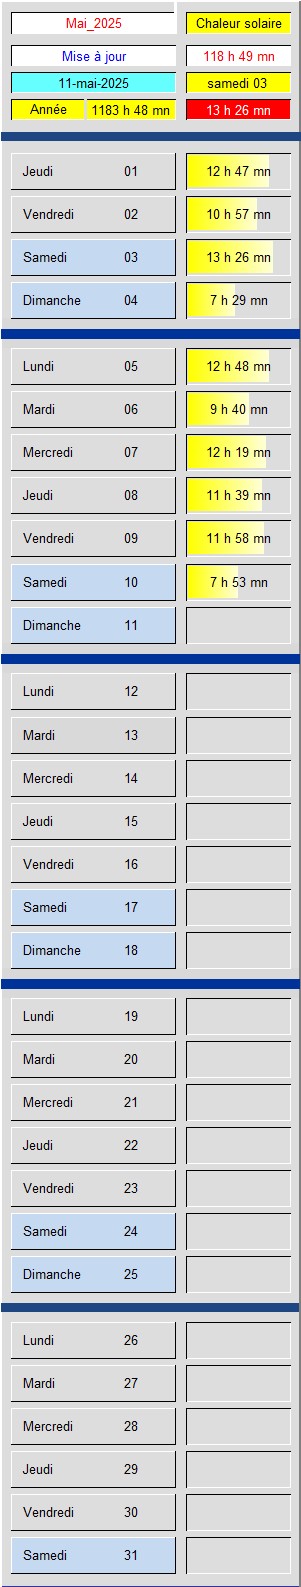 Mai_2025 Chaleur solaire
Mise à jour 118 h 49 mn
11-mai-2025 samedi 03
Année 1183 h 48 mn 13 h 26 mn
Jeudi 01 12 h 47 mn
Vendredi 02 10 h 57 mn
Samedi 03 13 h 26 mn
Dimanche 04 7 h 29 mn
Lundi 05 12 h 48 mn
Mardi 06 9 h 40 mn
Mercredi 07 12 h 19 mn
Jeudi 08 11 h 39 mn
Vendredi 09 11 h 58 mn
Samedi 10 7 h 53 mn
Dimanche 11
Lundi 12
Mardi 13
Mercredi 14
Jeudi 15
Vendredi 16
Samedi 17
Dimanche 18
Lundi 19
Mardi 20
Mercredi 21
Jeudi 22
Vendredi 23
Samedi 24
Dimanche 25
Lundi 26
Mardi 27
Mercredi 28
Jeudi 29
Vendredi 30
Samedi 31